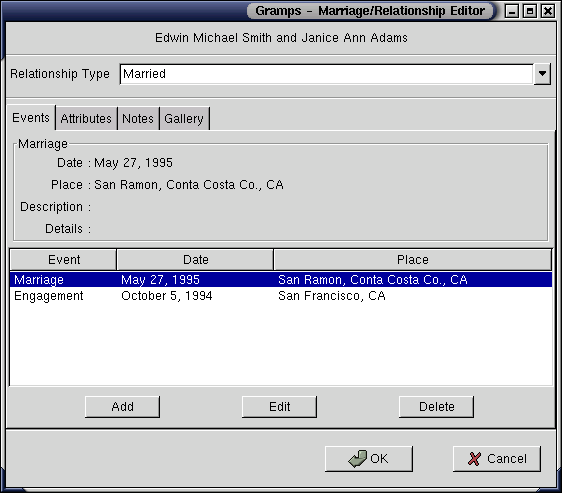 Gramps - Marriage/Relationship Editor
Edwin Michael Smith and Janice Ann Adams
Relationship Type Married
Events Attributes Notes Gallery
Marriage
Date : May 27, 1995
Place : San Ramon, Conta Costa Co., CA
Description :
Details :
Event Date Place
Marriage May 27, 1995 San Ramon, Conta Costa Co., CA
Engagement October 5, 1994 San Francisco, CA
Add Edit Delete
OK Cancel